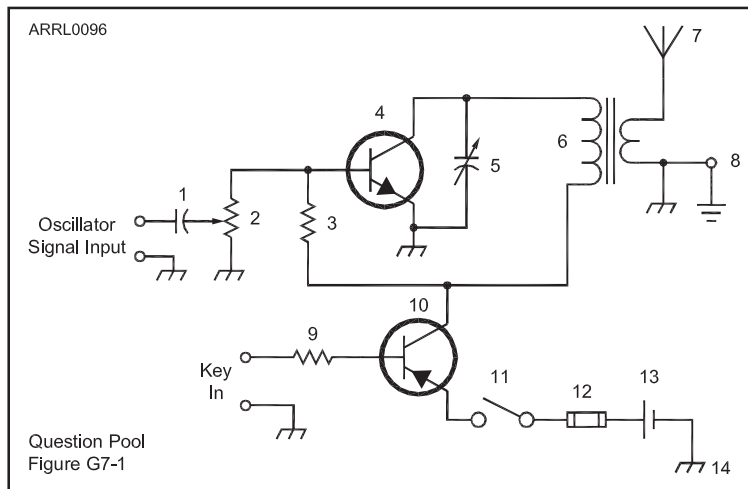 ARRL0096
7
4
6
5
8
1
2
3
Oscillator
Signal Input
10
9
11
12
13
Key
In
14
Question Pool
Figure G7-1